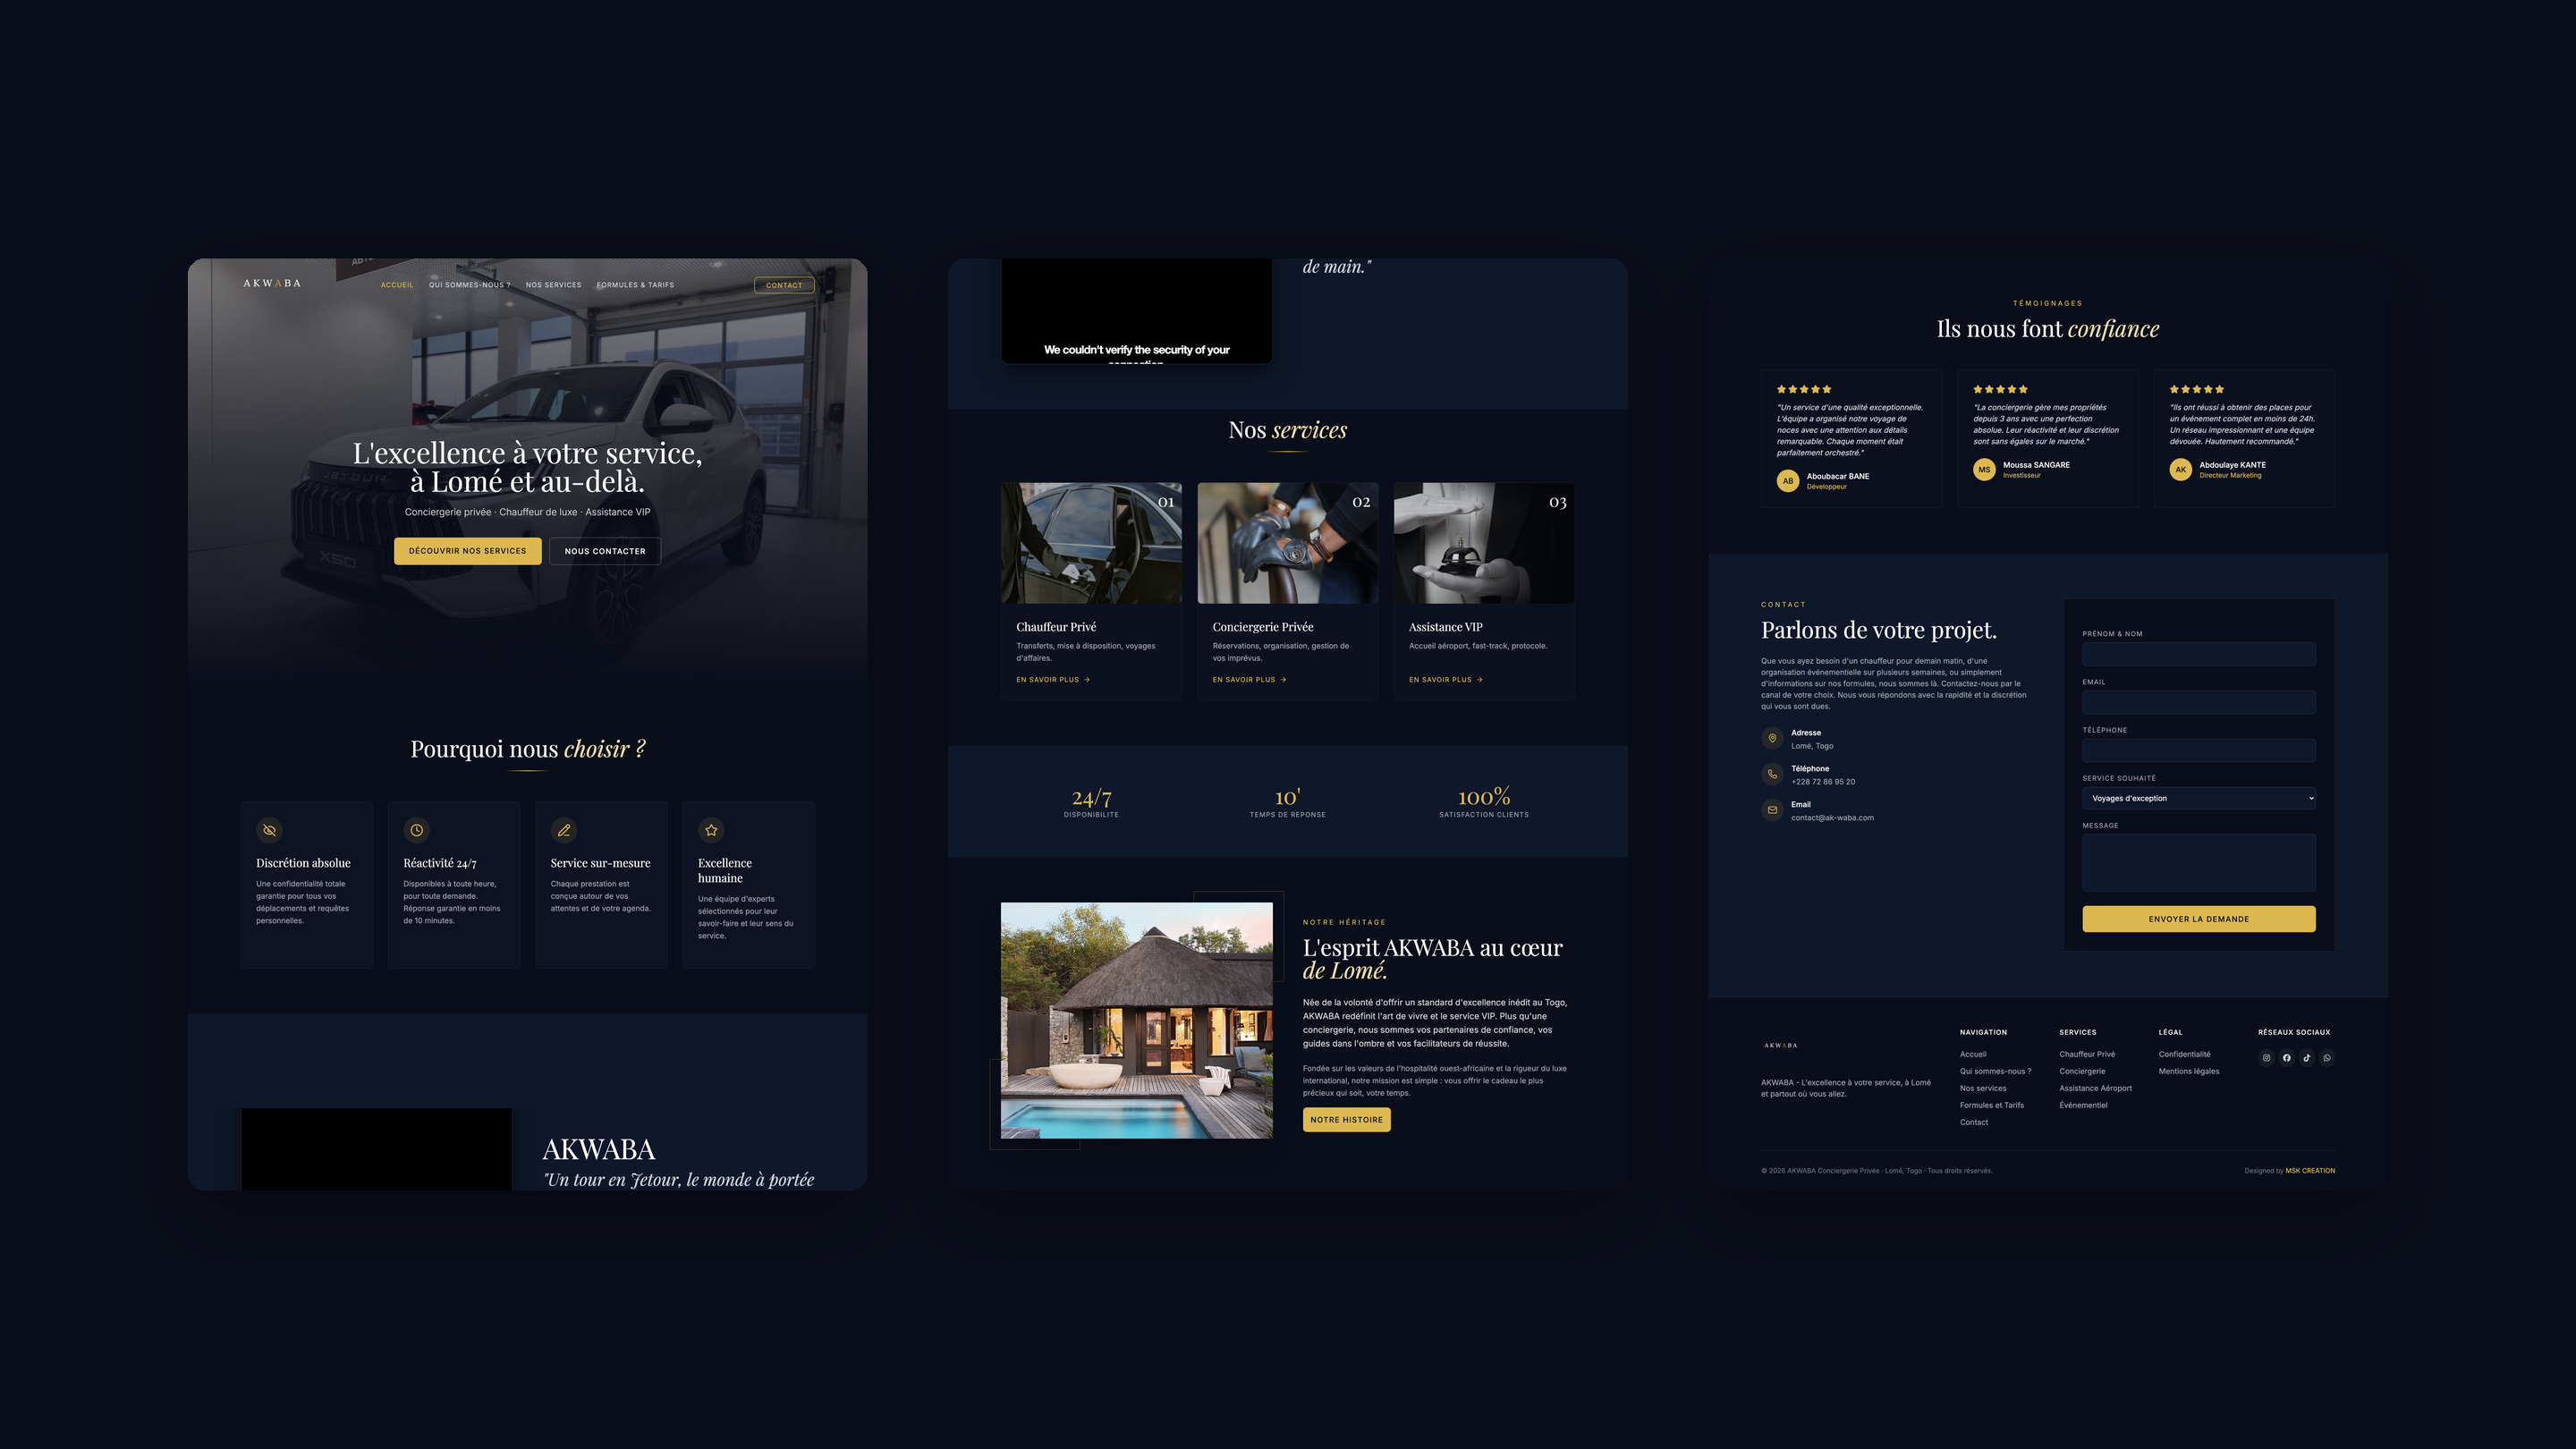 AKWABA
ACCUEIL
QUI SOMMES-NOUS ?
NOS SERVICES
FORMULES & TARIFS
CONTACT
JETOUR
X50
L'excellence à votre service,
à Lomé et au-delà.
Conciergerie privée · Chauffeur de luxe · Assistance VIP
DÉCOUVRIR NOS SERVICES
NOUS CONTACTER
Pourquoi nous choisir ?
Discrétion absolue
Une confidentialité totale
garantie pour tous vos
déplacements et requêtes
personnelles.
Réactivité 24/7
Disponibles à toute heure,
pour toute demande.
Réponse garantie en moins
de 10 minutes.
Service sur-mesure
Chaque prestation est
conçue autour de vos
attentes et de votre agenda.
Excellence
humaine
Une équipe d'experts
sélectionnés pour leur
savoir-faire et leur sens du
service.
AKWABA
"Un tour en Jetour, le monde à portée
de main."
We couldn't verify the security of your
connection.
Nos services
01
Chauffeur Privé
Transferts, mise à disposition, voyages
d'affaires.
EN SAVOIR PLUS →
02
Conciergerie Privée
Réservations, organisation, gestion de
vos imprévus.
EN SAVOIR PLUS →
03
Assistance VIP
Accueil aéroport, fast-track, protocole.
EN SAVOIR PLUS →
24/7
DISPONIBILITE
10'
TEMPS DE REPONSE
100%
SATISFACTION CLIENTS
NOTRE HÉRITAGE
L'esprit AKWABA au cœur
de Lomé.
Née de la volonté d'offrir un standard d'excellence inédit au Togo,
AKWABA redéfinit l'art de vivre et le service VIP. Plus qu'une
conciergerie, nous sommes vos partenaires de confiance, vos
guides dans l'ombre et vos facilitateurs de réussite.
Fondée sur les valeurs de l'hospitalité ouest-africaine et la rigueur du luxe
international, notre mission est simple : vous offrir le cadeau le plus
précieux qui soit, votre temps.
NOTRE HISTOIRE
TÉMOIGNAGES
Ils nous font confiance
"Un service d'une qualité exceptionnelle.
L'équipe a organisé notre voyage de
noces avec une attention aux détails
remarquable. Chaque moment était
parfaitement orchestré."
AB
Aboubacar BANE
Développeur
"La conciergerie gère mes propriétés
depuis 3 ans avec une perfection
absolue. Leur réactivité et leur discrétion
sont sans égales sur le marché."
MS
Moussa SANGARE
Investisseur
"Ils ont réussi à obtenir des places pour
un événement complet en moins de 24h.
Un réseau impressionnant et une équipe
dévouée. Hautement recommandé."
AK
Abdoulaye KANTE
Directeur Marketing
CONTACT
Parlons de votre projet.
Que vous ayez besoin d'un chauffeur pour demain matin, d'une
organisation événementielle sur plusieurs semaines, ou simplement
d'informations sur nos formules, nous sommes là. Contactez-nous par le
canal de votre choix. Nous vous répondons avec la rapidité et la discrétion
qui vous sont dues.
Adresse
Lomé, Togo
Téléphone
+228 72 86 95 20
Email
contact@ak-waba.com
PRÉNOM & NOM
EMAIL
TÉLÉPHONE
SERVICE SOUHAITÉ
Voyages d'exception
MESSAGE
ENVOYER LA DEMANDE
AKWABA
AKWABA - L'excellence à votre service, à Lomé
et partout où vous allez.
NAVIGATION
Accueil
Qui sommes-nous ?
Nos services
Formules et Tarifs
Contact
SERVICES
Chauffeur Privé
Conciergerie
Assistance Aéroport
Événementiel
LÉGAL
Confidentialité
Mentions légales
RÉSEAUX SOCIAUX
© 2026 AKWABA Conciergerie Privée · Lomé, Togo · Tous droits réservés.
Designed by MSK CREATION